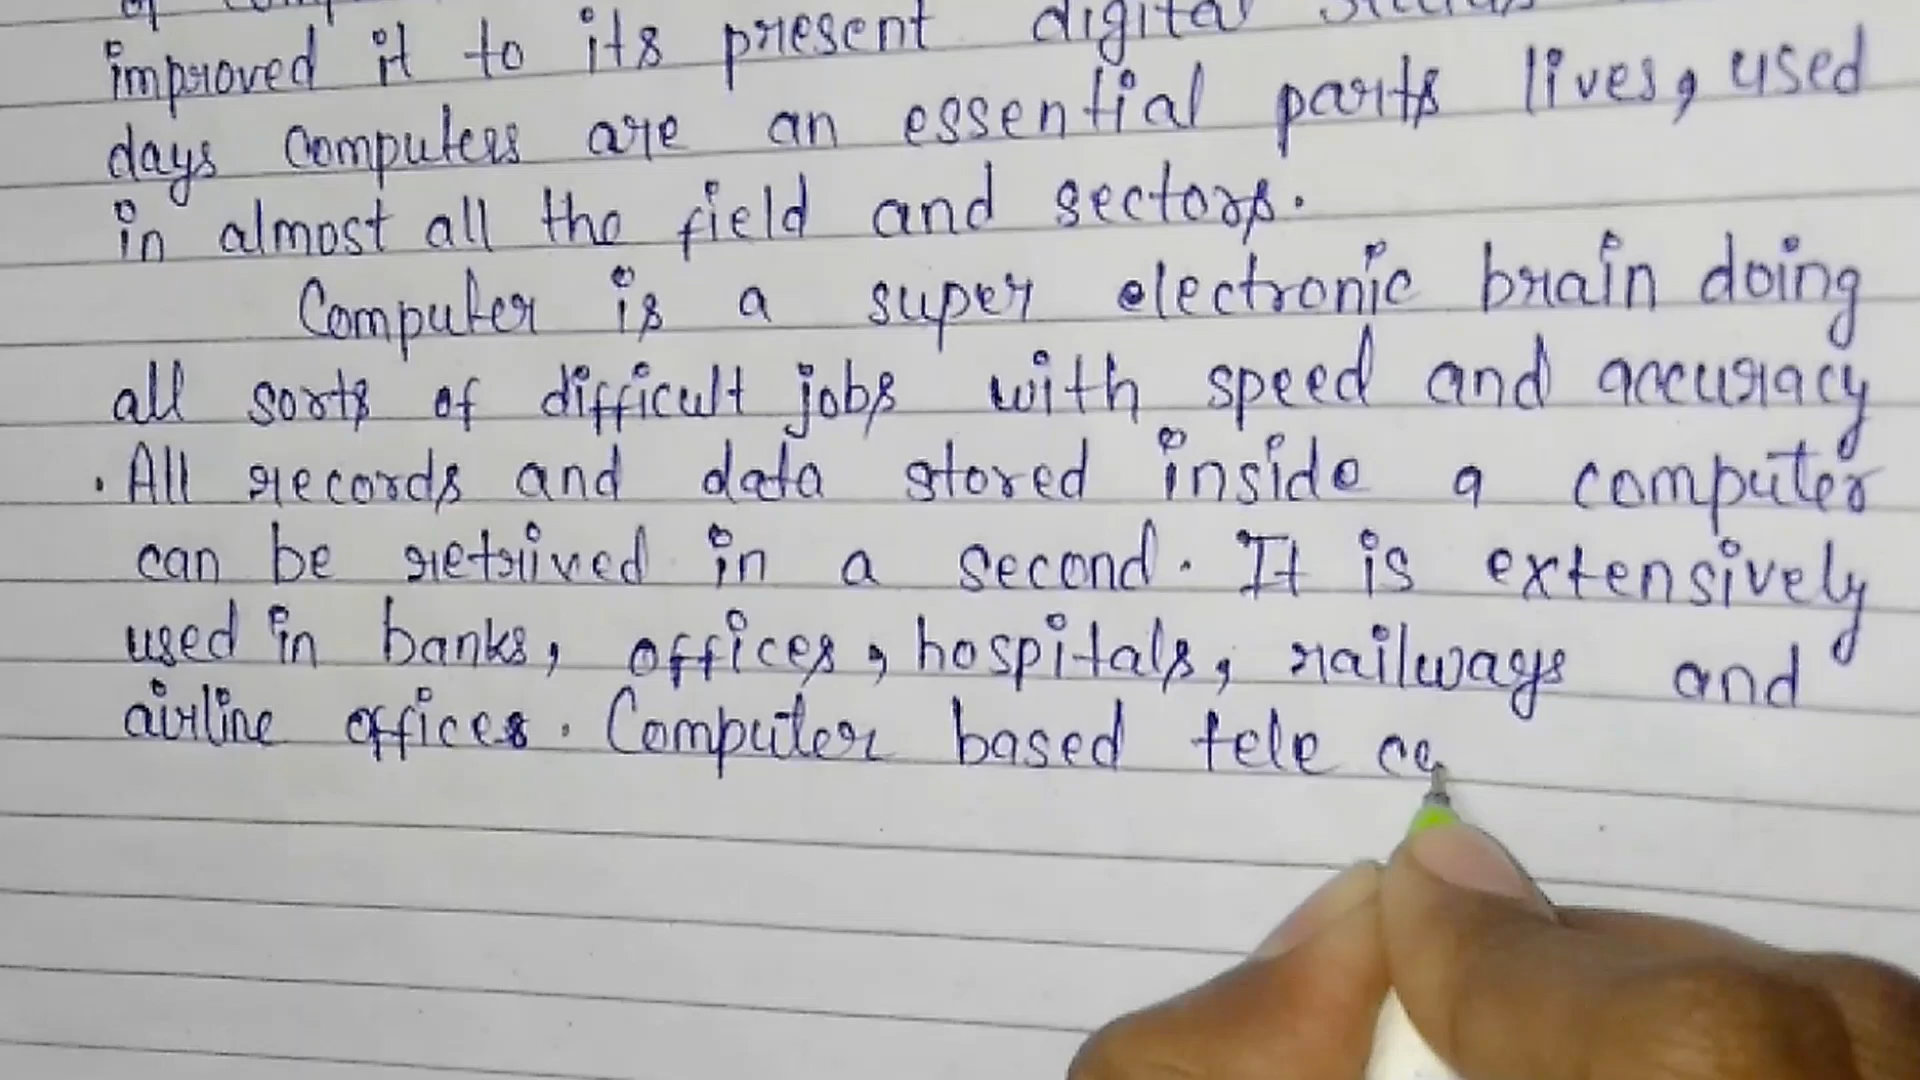 improved it to its present digital
days computers are an essential parts lives, used
in almost all the field and sectors.
Computer is a super electronic brain doing
all sorts of difficult jobs with speed and accuracy
. All records and data stored inside a computer
can be retrived in a second. It is extensively
used in banks, offices, hospitals, railways and
airline offices. Computer based tele co